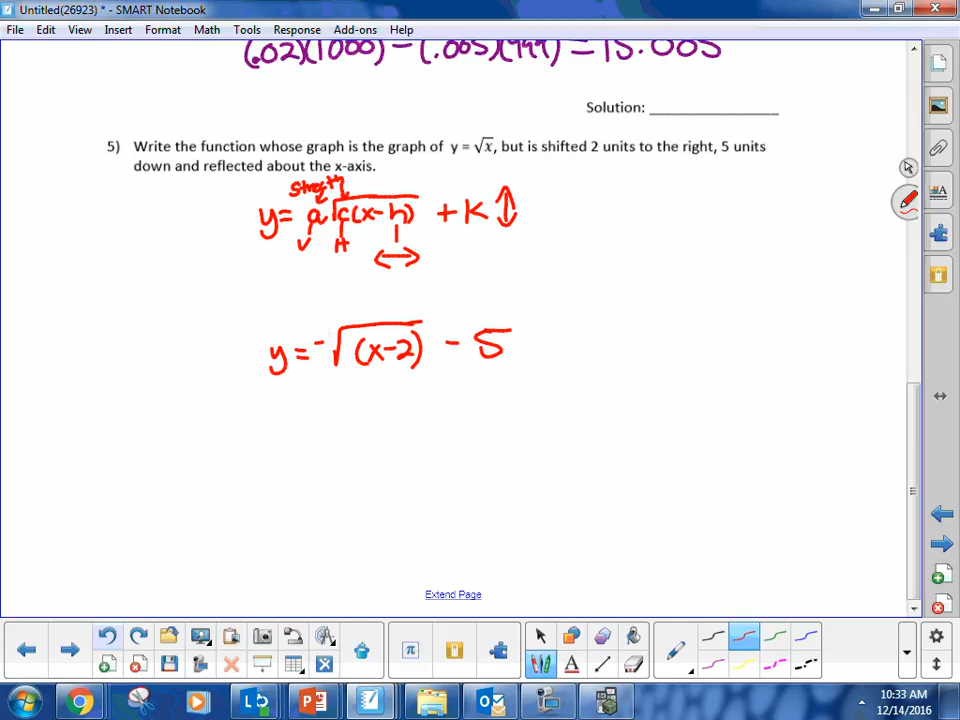 Untitled(26923) * - SMART Notebook
File Edit View Insert Format Math Tools Response Add-ons Help
(.02)(1000) - (.005)(999) = 15.005
Solution: _______________
5) Write the function whose graph is the graph of y = √x, but is shifted 2 units to the right, 5 units
down and reflected about the x-axis.
stretch
y = a√c(x-h) + K
V H
y = -√(x-2) - 5
Extend Page
π
A
10:33 AM
12/14/2016